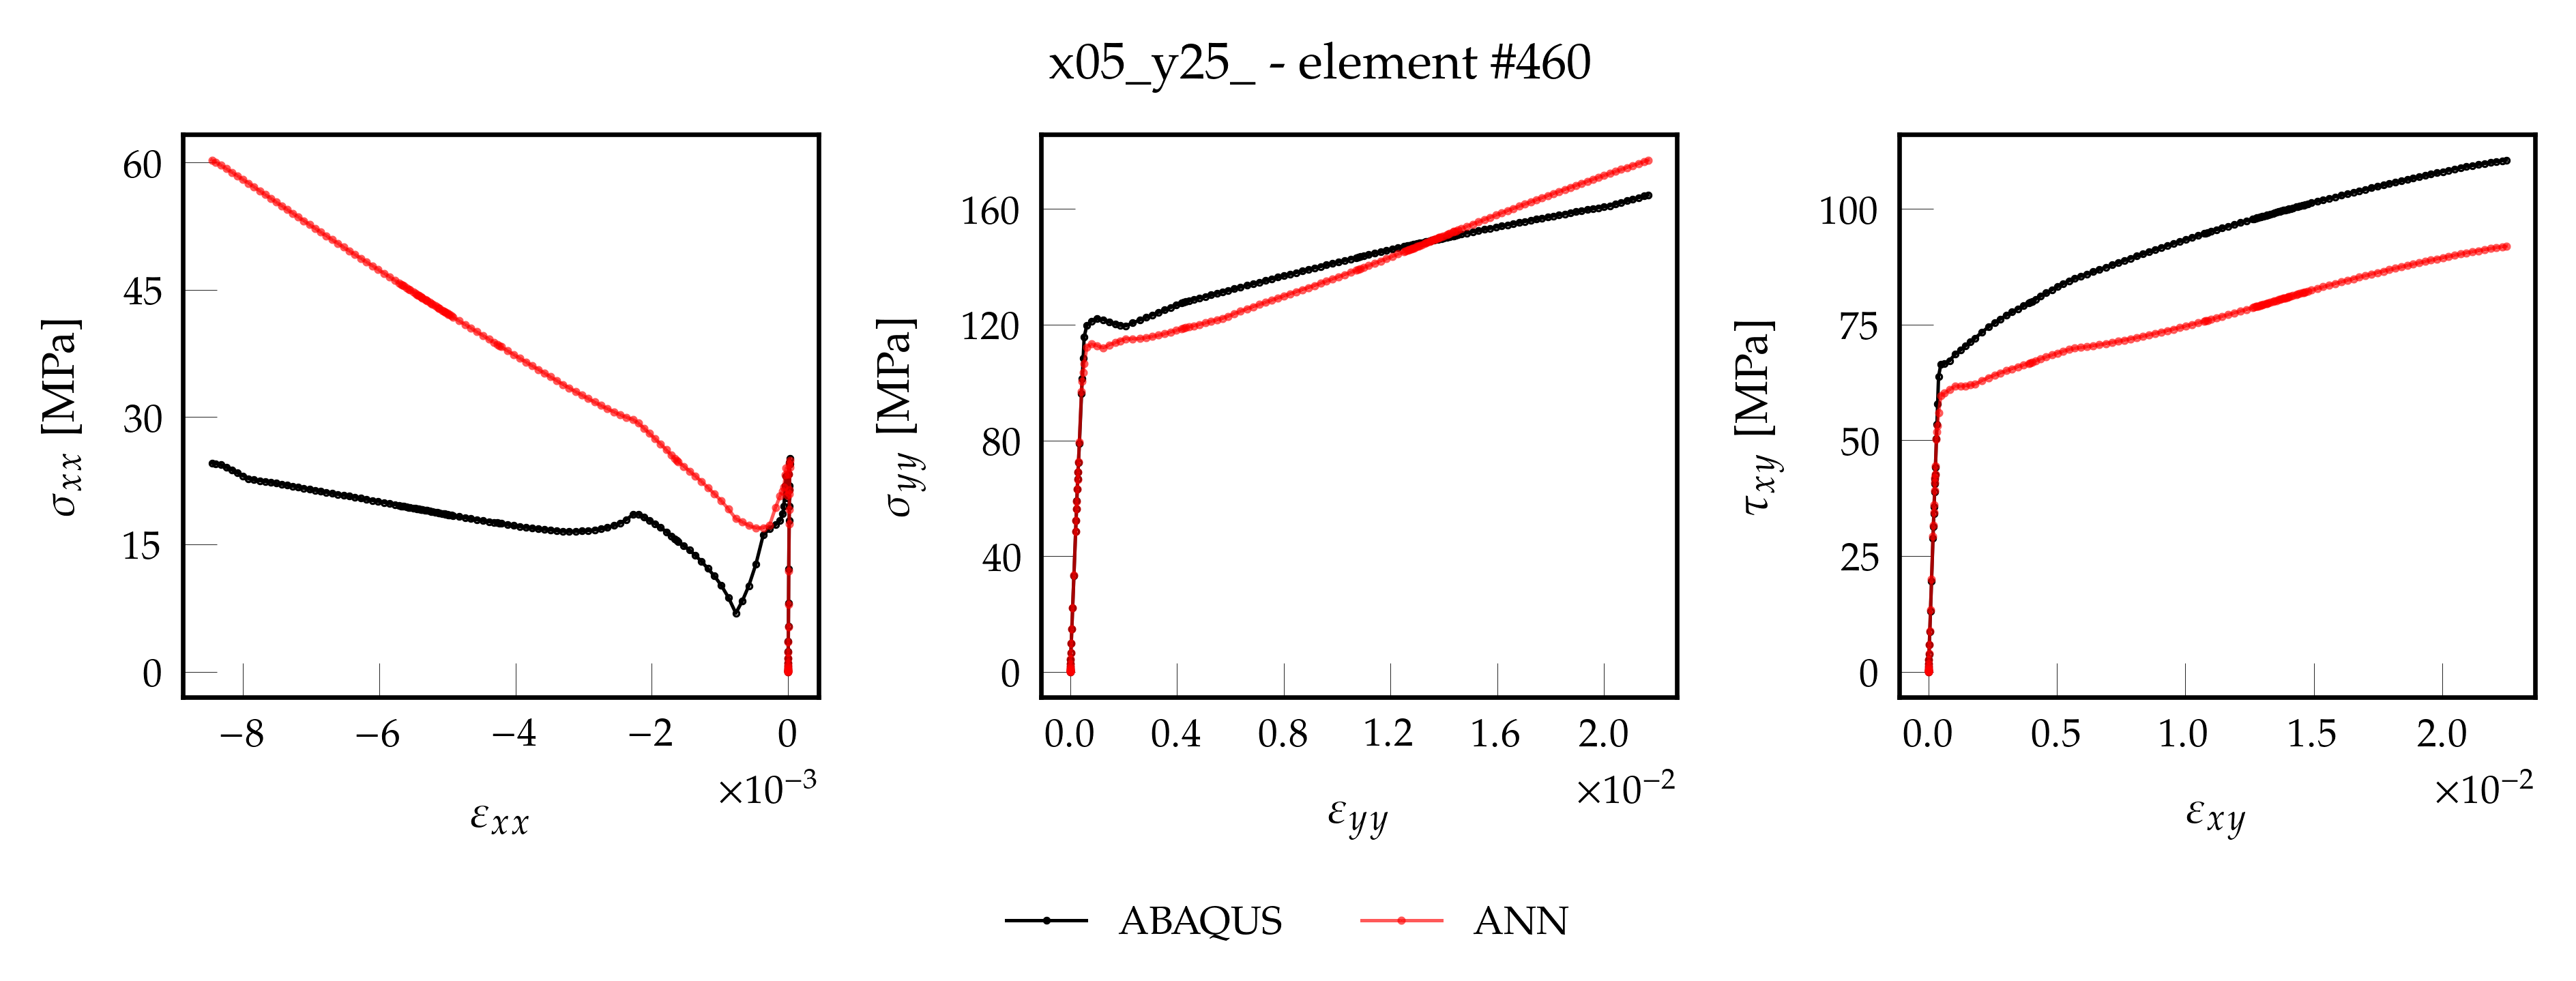 x05_y25_ - element #460
σxx [MPa]
60
45
30
15
0
−8 −6 −4 −2 0
×10−3
εxx
σyy [MPa]
160
120
80
40
0
0.0 0.4 0.8 1.2 1.6 2.0
×10−2
εyy
τxy [MPa]
100
75
50
25
0
0.0 0.5 1.0 1.5 2.0
×10−2
εxy
ABAQUS ANN